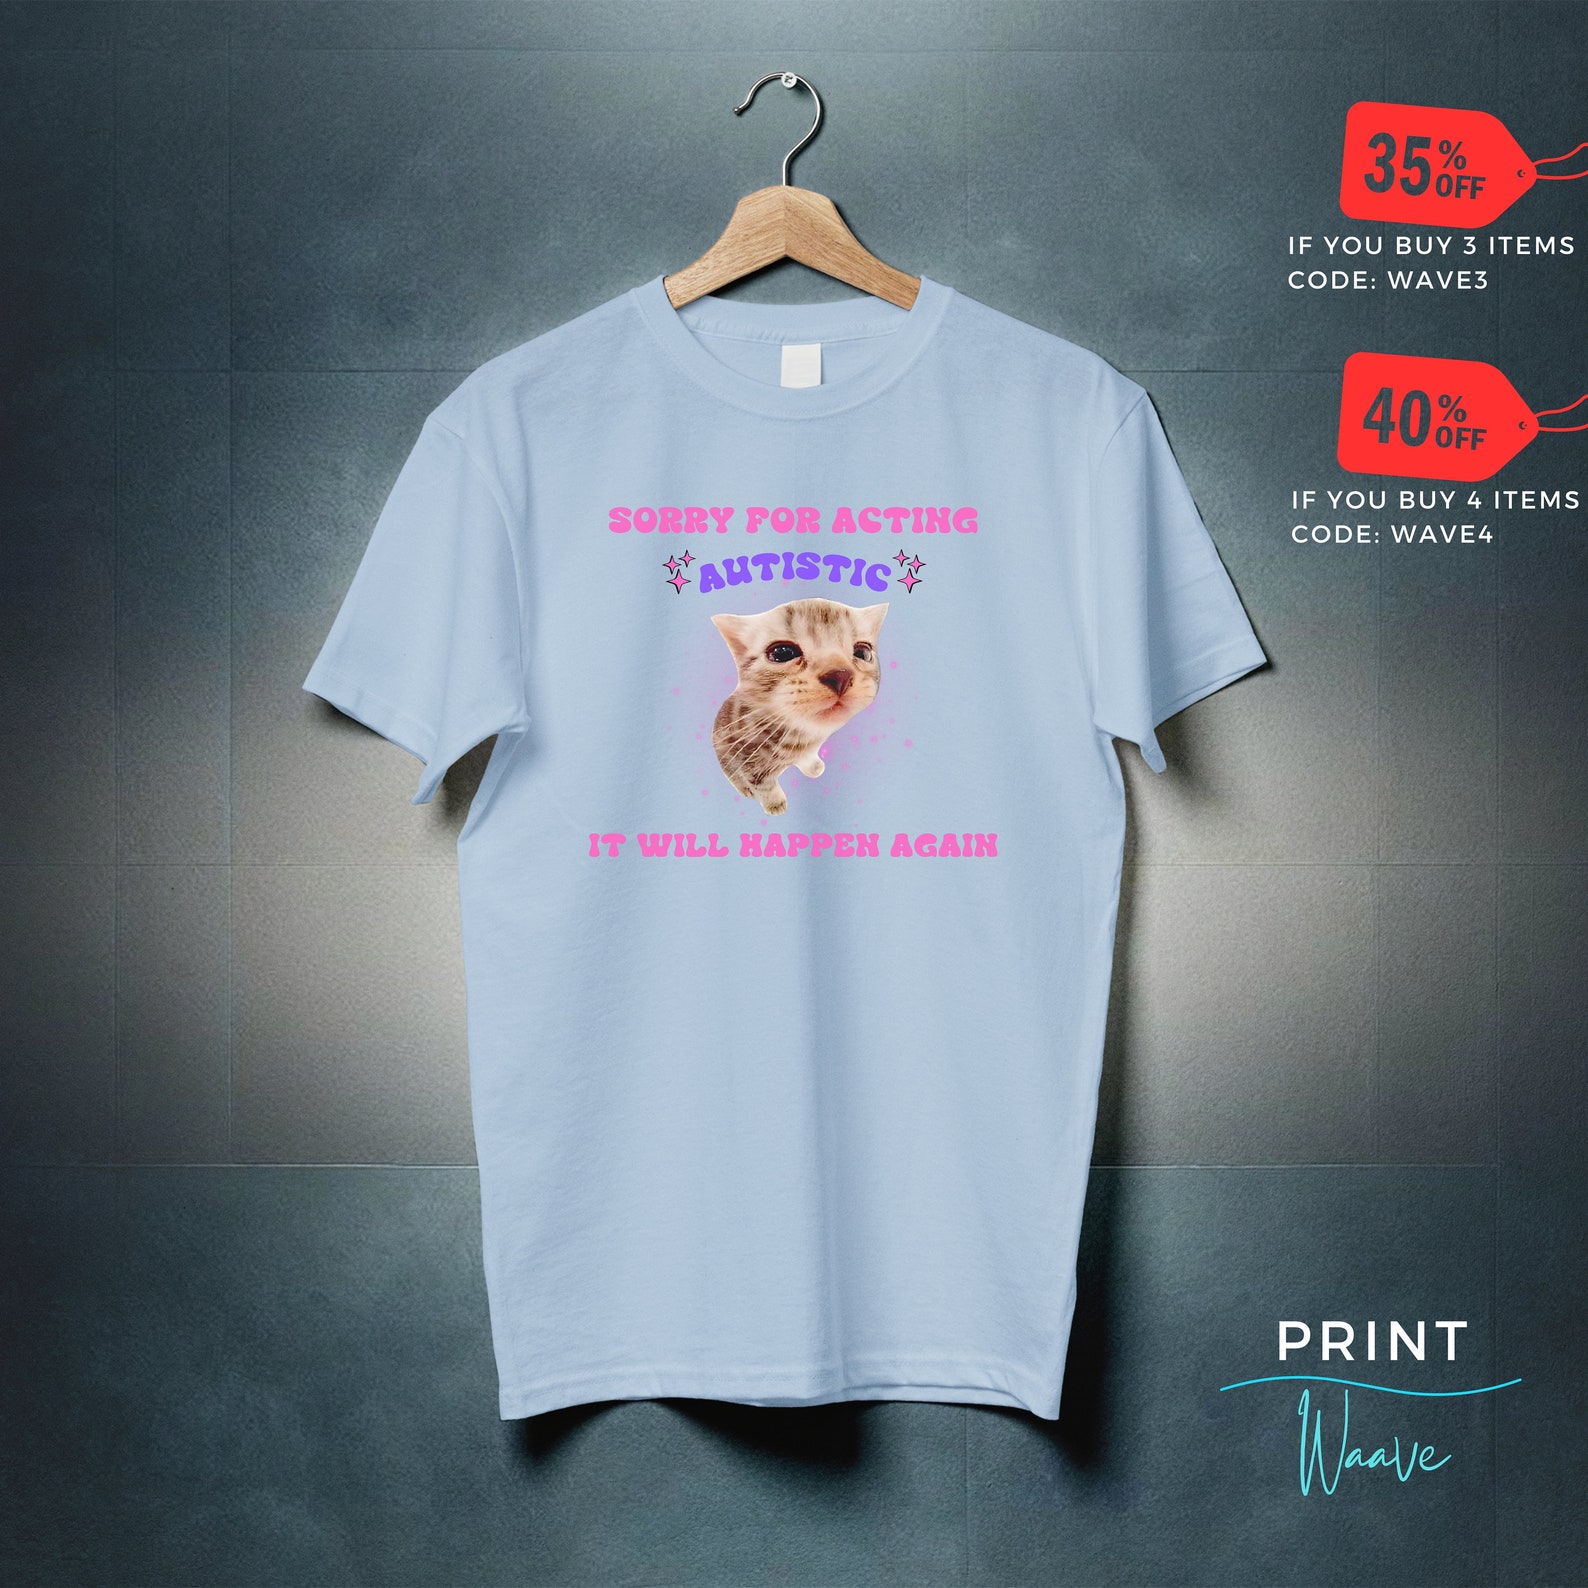 SORRY FOR ACTING
AUTISTIC
IT WILL HAPPEN AGAIN
35% OFF
IF YOU BUY 3 ITEMS
CODE: WAVE3
40% OFF
IF YOU BUY 4 ITEMS
CODE: WAVE4
PRINT
Waave